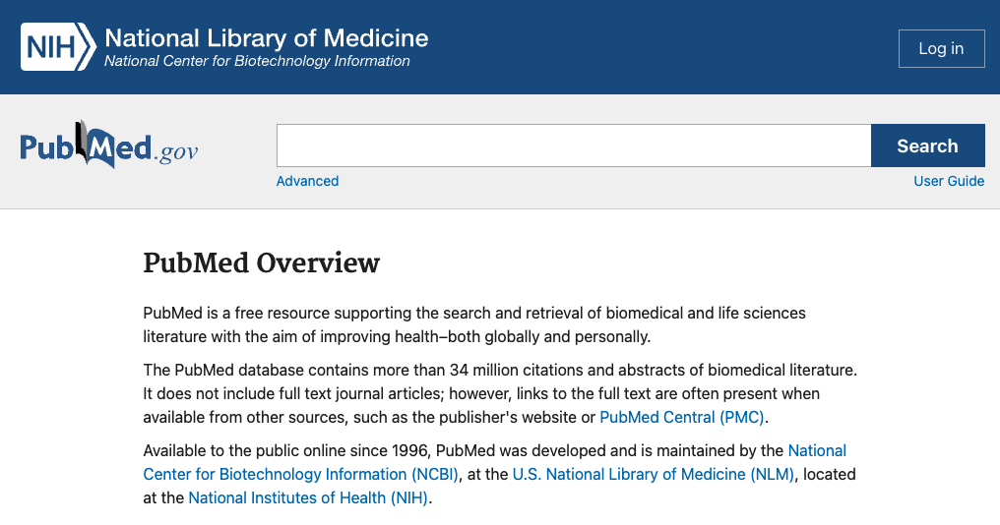 NIH National Library of Medicine
National Center for Biotechnology Information
Log in
PubMed.gov
Search
Advanced
User Guide
PubMed Overview
PubMed is a free resource supporting the search and retrieval of biomedical and life sciences
literature with the aim of improving health–both globally and personally.
The PubMed database contains more than 34 million citations and abstracts of biomedical literature.
It does not include full text journal articles; however, links to the full text are often present when
available from other sources, such as the publisher's website or PubMed Central (PMC).
Available to the public online since 1996, PubMed was developed and is maintained by the National
Center for Biotechnology Information (NCBI), at the U.S. National Library of Medicine (NLM), located
at the National Institutes of Health (NIH).